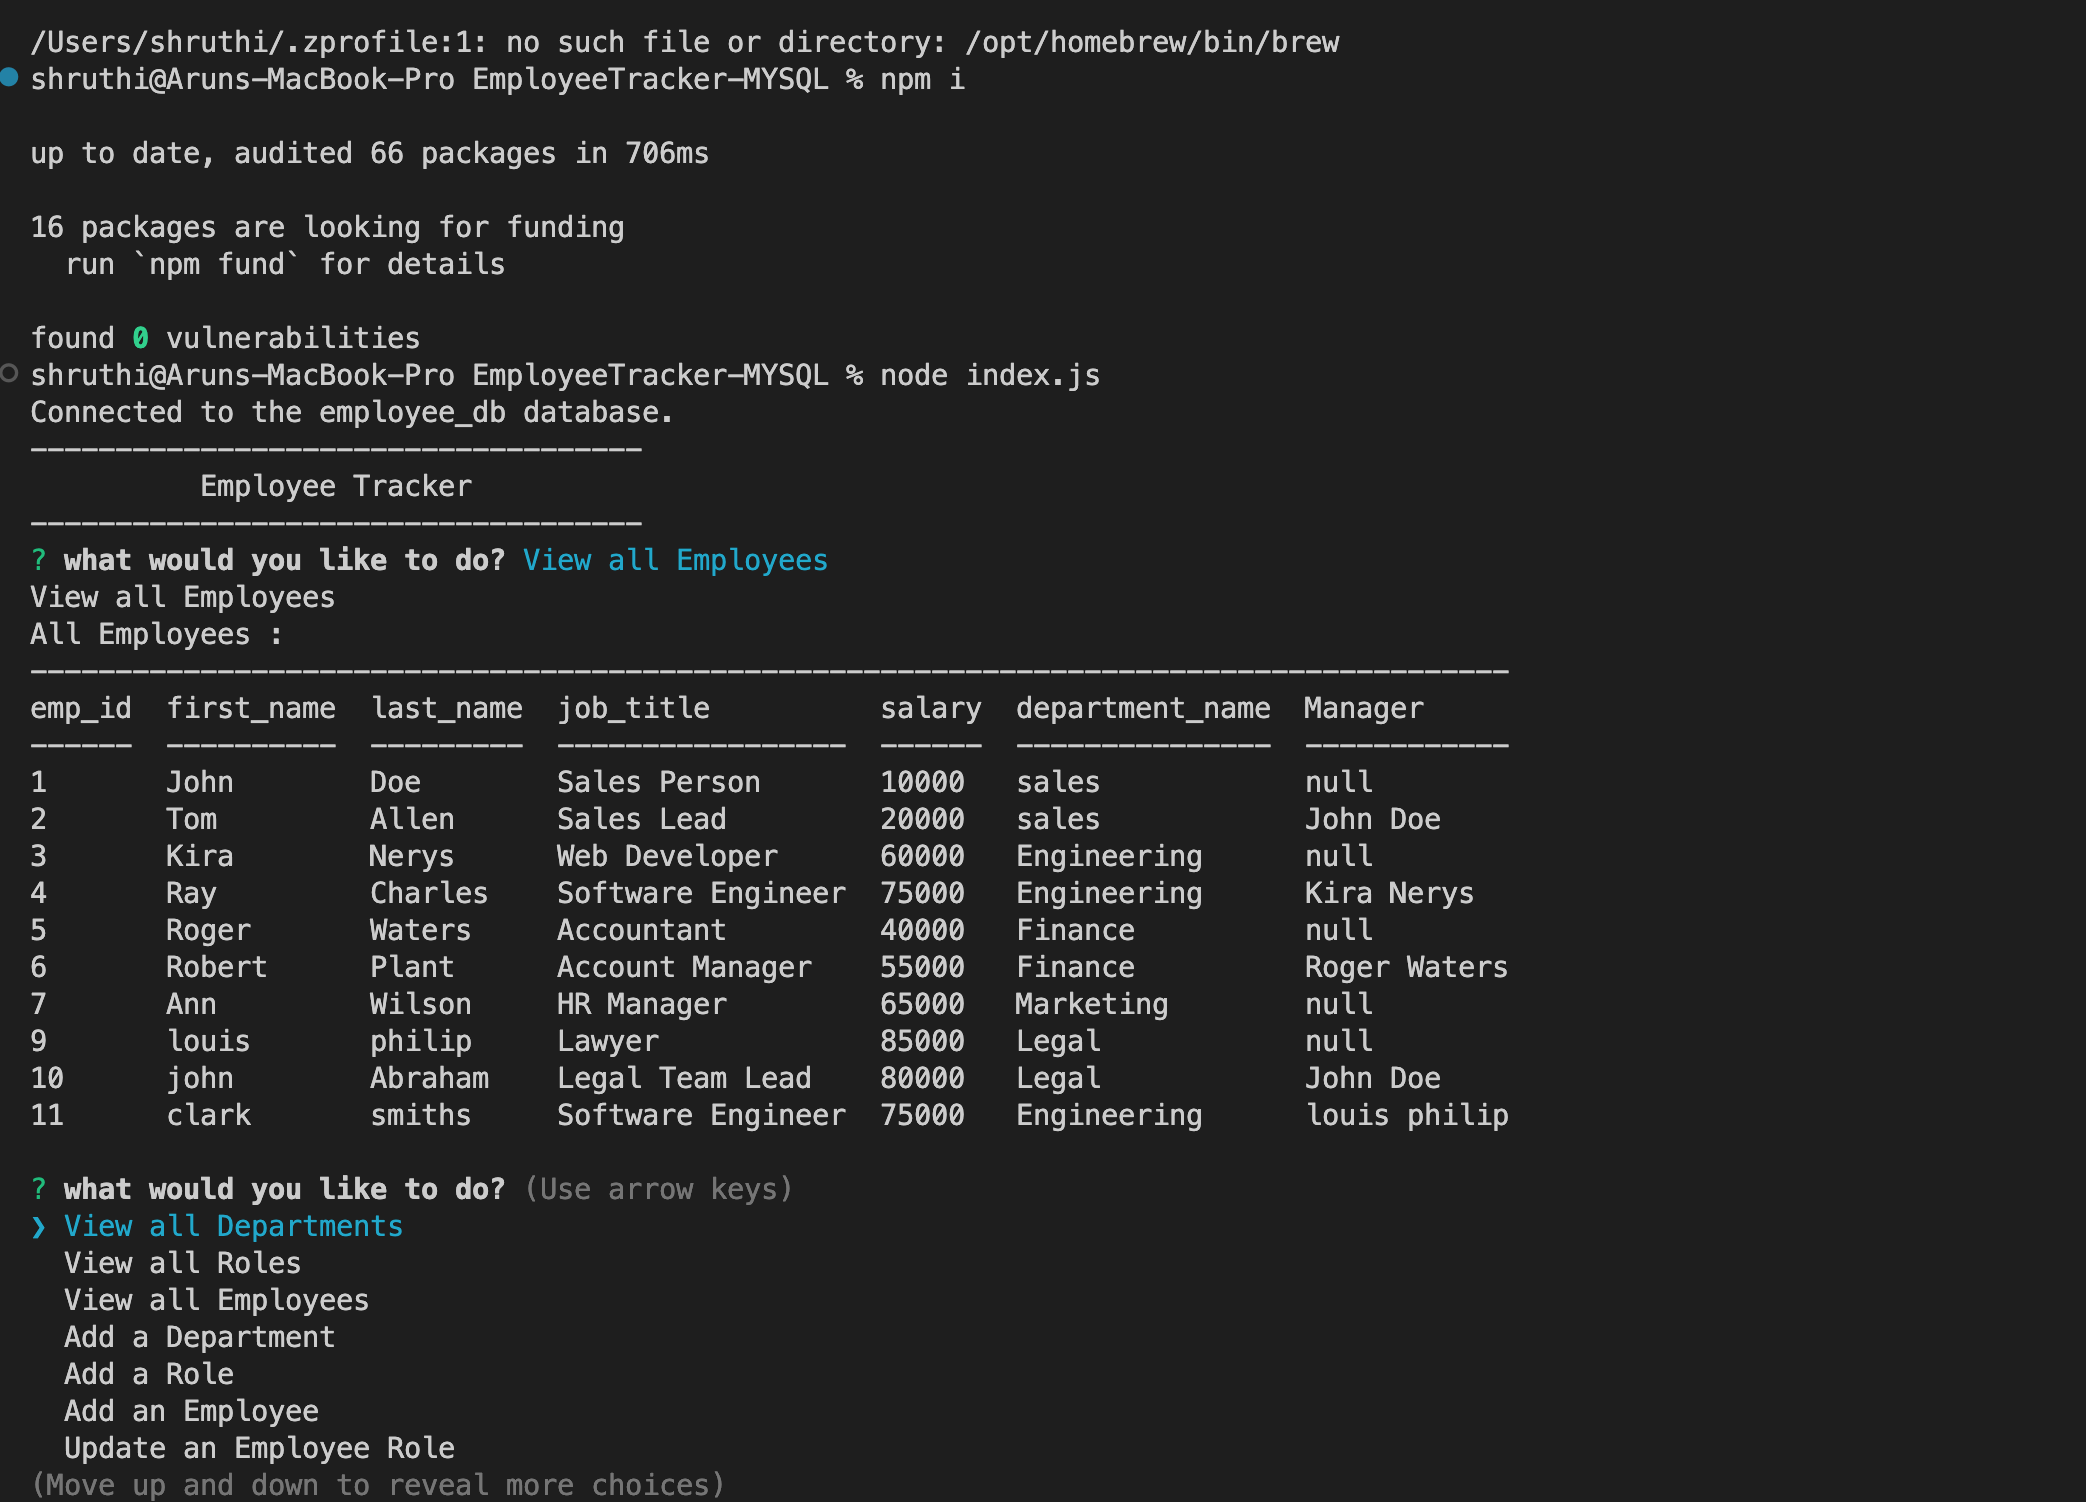 /Users/shruthi/.zprofile:1: no such file or directory: /opt/homebrew/bin/brew
shruthi@Aruns-MacBook-Pro EmployeeTracker-MYSQL % npm i
up to date, audited 66 packages in 706ms
16 packages are looking for funding
  run `npm fund` for details
found 0 vulnerabilities
shruthi@Aruns-MacBook-Pro EmployeeTracker-MYSQL % node index.js
Connected to the employee_db database.
------------------------------------
          Employee Tracker
------------------------------------
? what would you like to do? View all Employees
View all Employees
All Employees :
---------------------------------------------------------------------------------------
emp_id  first_name  last_name  job_title          salary  department_name  Manager
------  ----------  ---------  -----------------  ------  ---------------  ------------
1       John        Doe        Sales Person       10000   sales            null
2       Tom         Allen      Sales Lead         20000   sales            John Doe
3       Kira        Nerys      Web Developer      60000   Engineering      null
4       Ray         Charles    Software Engineer  75000   Engineering      Kira Nerys
5       Roger       Waters     Accountant         40000   Finance          null
6       Robert      Plant      Account Manager    55000   Finance          Roger Waters
7       Ann         Wilson     HR Manager         65000   Marketing        null
9       louis       philip     Lawyer             85000   Legal            null
10      john        Abraham    Legal Team Lead    80000   Legal            John Doe
11      clark       smiths     Software Engineer  75000   Engineering      louis philip
? what would you like to do? (Use arrow keys)
❯ View all Departments
  View all Roles
  View all Employees
  Add a Department
  Add a Role
  Add an Employee
  Update an Employee Role
(Move up and down to reveal more choices)